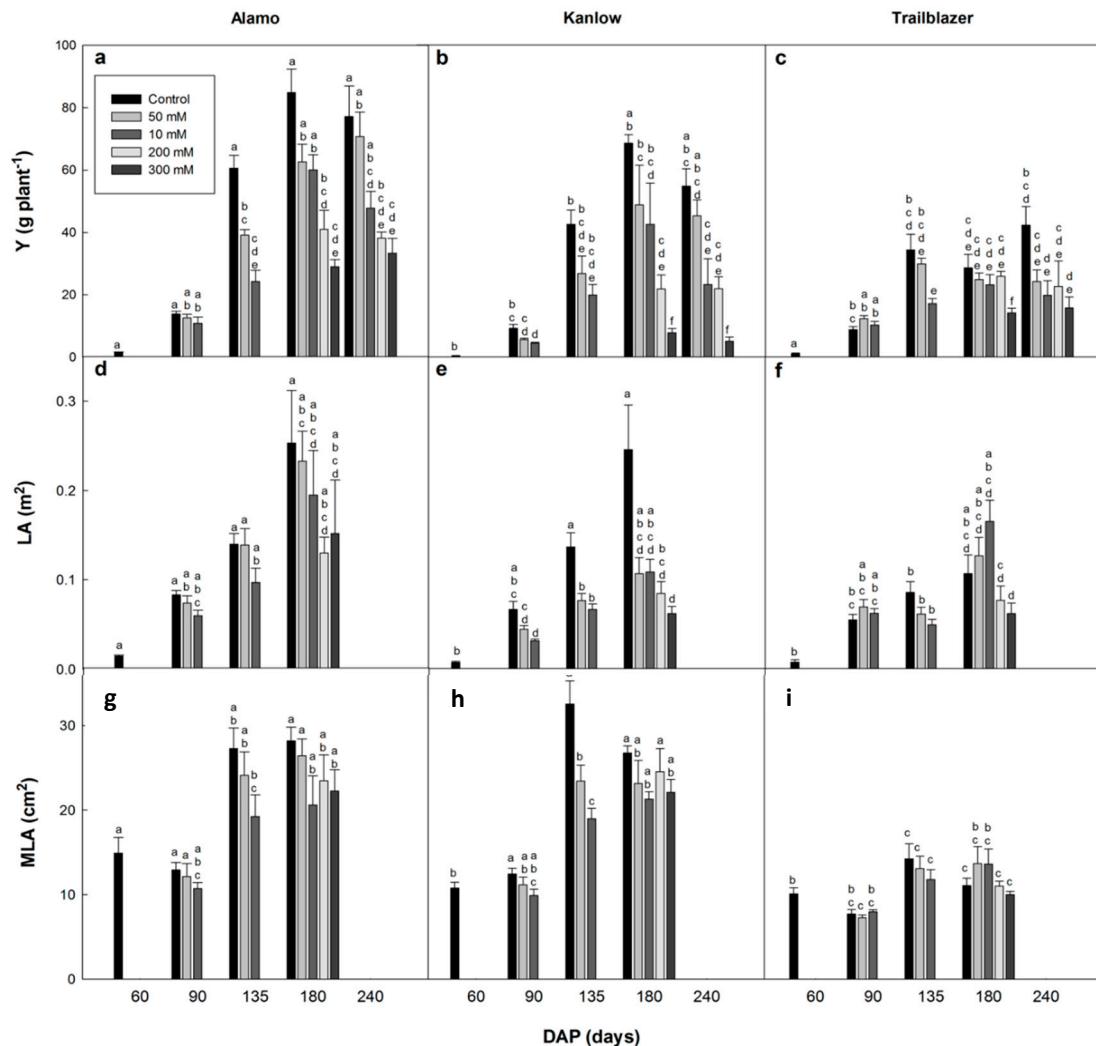 Alamo
Kanlow
Trailblazer
Y (g plant-1)
100
80
60
40
20
0
a
Control
50 mM
10 mM
200 mM
300 mM
a
a
a b
a b
a
b c
c d e
a
a b
a b
b c d
c d e
a
a b
a b c d
b c d e
c d e
b
b
b c
c d
d
b c
b c d e
b c d e
a b
b c
b c d
d e f
f
a b c
a b c d
c d e f
d e f
f
c
a
b c
a b
a b
b c d
b c d e
e
c d e
c d e
c d e
c d e
f
b c d
c d e
c d e
c d e
d e
LA (m2)
0.3
0.2
0.1
0.0
d
a
a
a b
a b c
a
a
a b
a
a b c
a b c d
a b c d
a b c d
e
b
a b c
c d
d
a
b
b
a
a b c d
a b c d
b c d
d
f
b
b c
a b
a b c
b
b
b
a b c d
a b c d
a b c d
c d
d
MLA (cm2)
30
20
10
0
g
a
a
a
a b c
a b
a b
b c
a
a
a b
a b
a b
h
b
a
a b
a b c
b
c
a
a b
a b
a
a b
i
b
b c
c
b c
c
c
c
c
b c
b c
c
c
60
90
135
180
240
60
90
135
180
240
60
90
135
180
240
DAP (days)